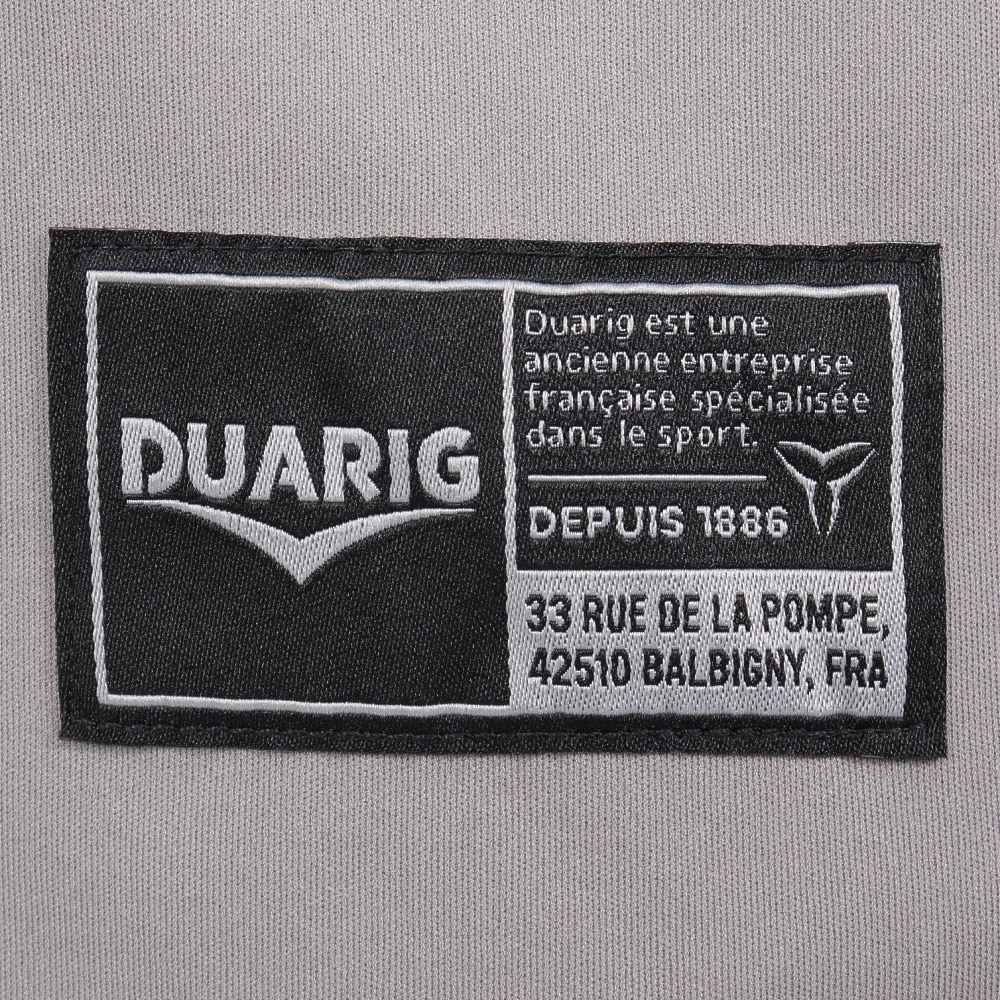 DUARIG
Duarig est une
ancienne entreprise
française spécialisée
dans le sport.
DEPUIS 1886
33 RUE DE LA POMPE,
42510 BALBIGNY, FRA